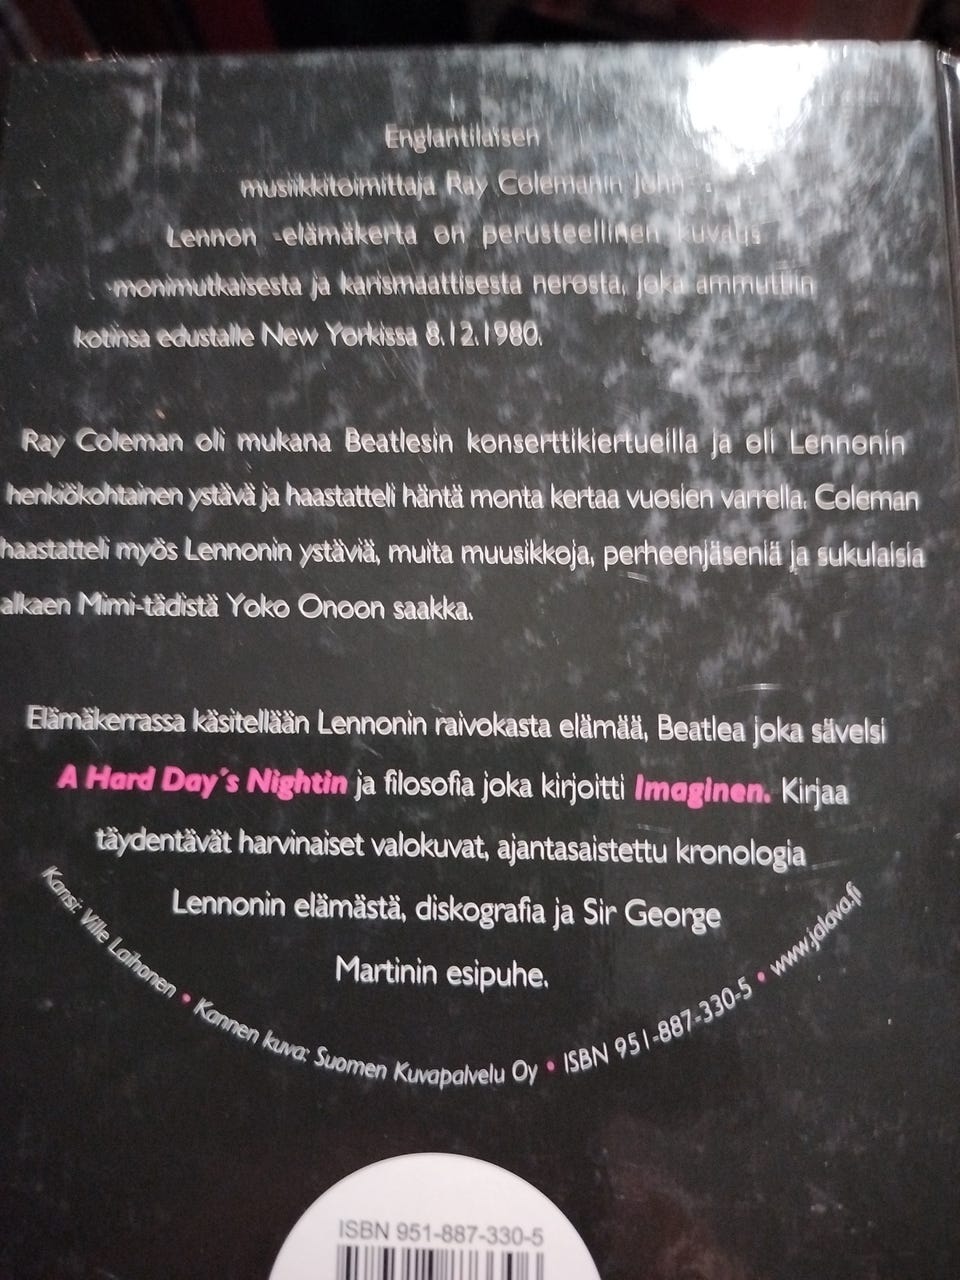 Englantilaisen
musiikkitoimittaja Ray Colemanin John
Lennon -elämäkerta on perusteellinen kuvaus
monimutkaisesta ja karismaattisesta nerosta, joka ammuttiin
kotinsa edustalle New Yorkissa 8.12.1980.
Ray Coleman oli mukana Beatlesin konserttikiertueilla ja oli Lennonin
henkilökohtainen ystävä ja haastatteli häntä monta kertaa vuosien varrella. Coleman
haastatteli myös Lennonin ystäviä, muita muusikkoja, perheenjäseniä ja sukulaisia
alkaen Mimi-tädistä Yoko Onoon saakka.
Elämäkerrassa käsitellään Lennonin raivokasta elämää, Beatlea joka sävelsi
A Hard Day's Nightin ja filosofia joka kirjoitti Imaginen. Kirjaa
täydentävät harvinaiset valokuvat, ajantasaistettu kronologia
Lennonin elämästä, diskografia ja Sir George
Martinin esipuhe.
Kansi: Ville Laihonen • Kannen kuva: Suomen Kuvapalvelu Oy • ISBN 951-887-330-5 • www.jalava.fi
ISBN 951-887-330-5